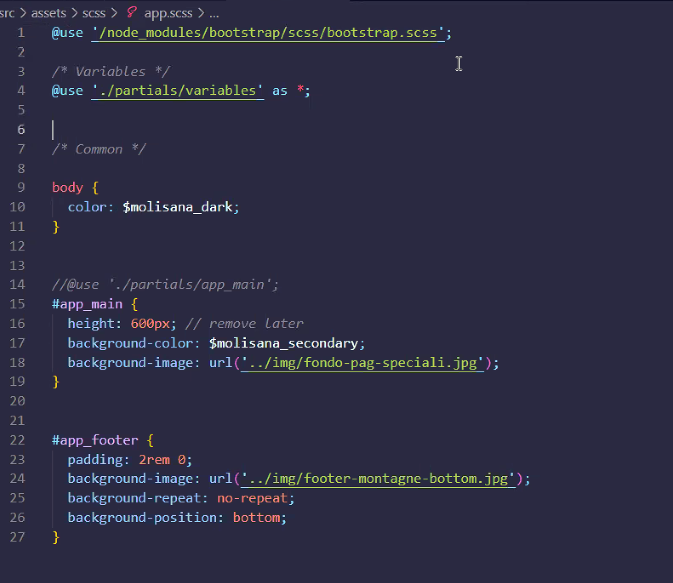 src > assets > scss > app.scss > ...
1 @use '/node_modules/bootstrap/scss/bootstrap.scss';
2
3 /* Variables */
4 @use './partials/variables' as *;
5
6
7 /* Common */
8
9 body {
10 color: $molisana_dark;
11 }
12
13
14 //@use './partials/app_main';
15 #app_main {
16 height: 600px; // remove later
17 background-color: $molisana_secondary;
18 background-image: url('../img/fondo-pag-speciali.jpg');
19 }
20
21
22 #app_footer {
23 padding: 2rem 0;
24 background-image: url('../img/footer-montagne-bottom.jpg');
25 background-repeat: no-repeat;
26 background-position: bottom;
27 }